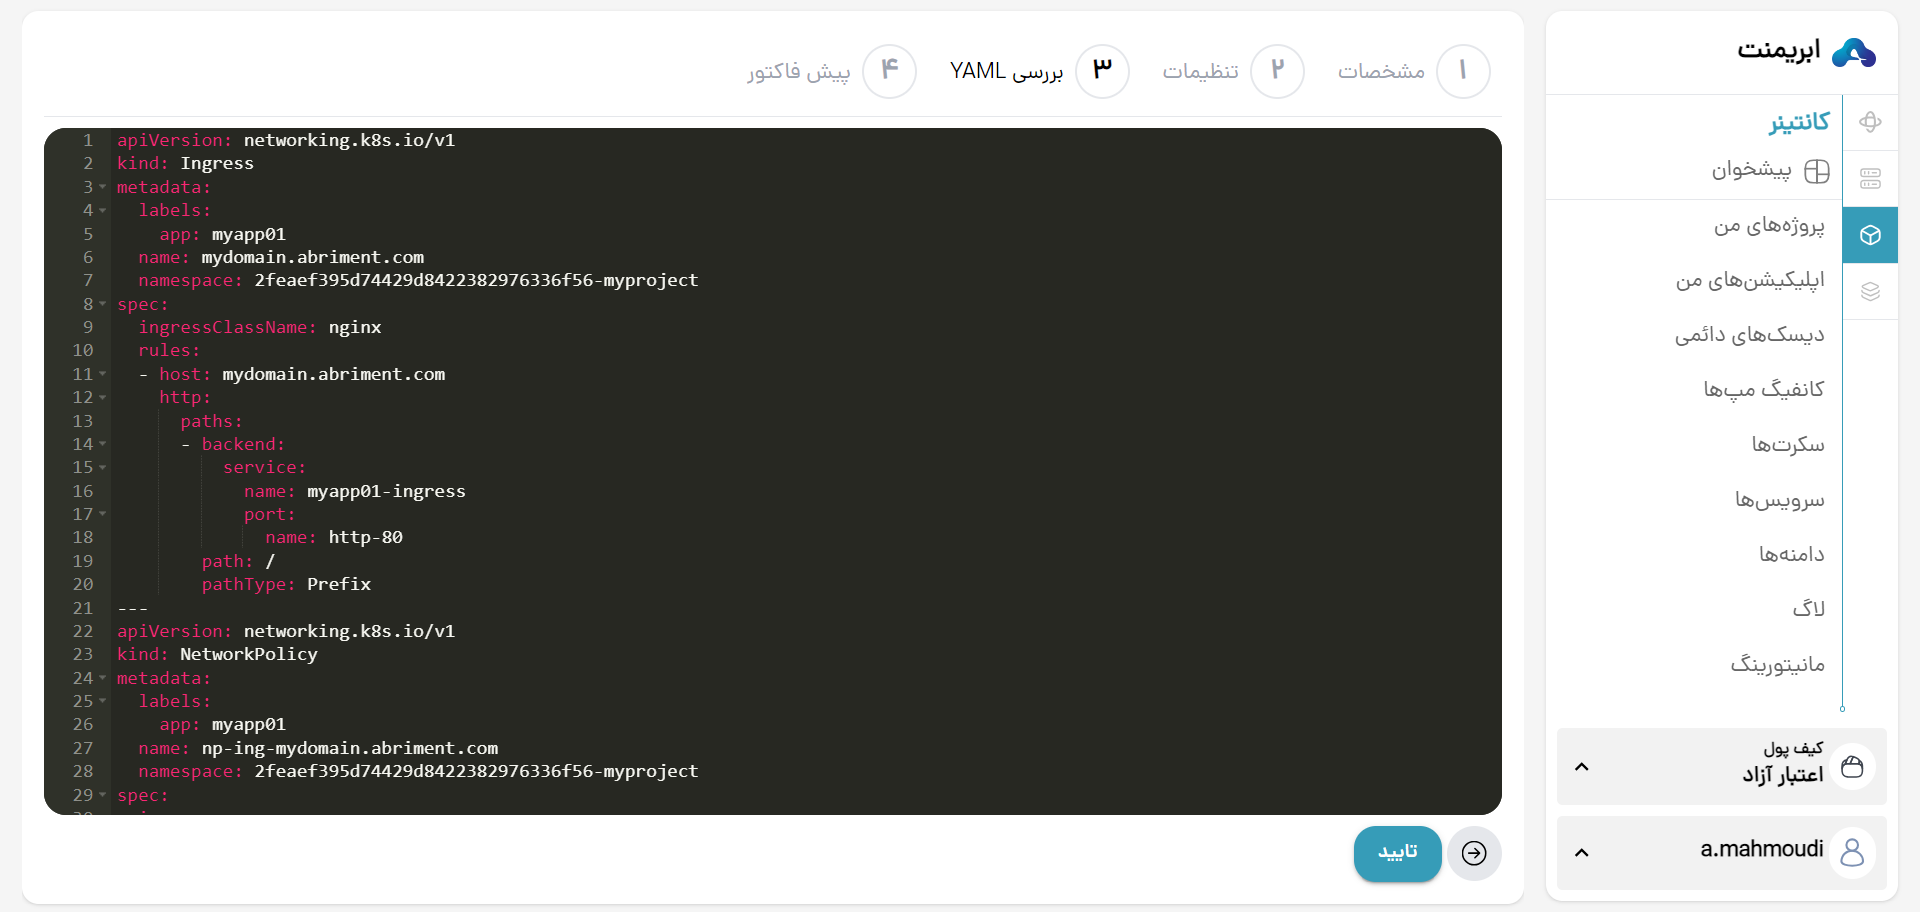 ابریمنت
کانتینر
پیشخوان
پروژه‌های من
اپلیکیشن‌های من
دیسک‌های دائمی
کانفیگ مپ‌ها
سکرت‌ها
سرویس‌ها
دامنه‌ها
لاگ
مانیتورینگ
کیف پول
اعتبار آزاد
a.mahmoudi
۱ مشخصات ۲ تنظیمات ۳ بررسی YAML ۴ پیش فاکتور
1 apiVersion: networking.k8s.io/v1
2 kind: Ingress
3 metadata:
4   labels:
5     app: myapp01
6   name: mydomain.abriment.com
7   namespace: 2feaef395d74429d8422382976336f56-myproject
8 spec:
9   ingressClassName: nginx
10   rules:
11   - host: mydomain.abriment.com
12     http:
13       paths:
14       - backend:
15           service:
16             name: myapp01-ingress
17             port:
18               name: http-80
19         path: /
20         pathType: Prefix
21 ---
22 apiVersion: networking.k8s.io/v1
23 kind: NetworkPolicy
24 metadata:
25   labels:
26     app: myapp01
27   name: np-ing-mydomain.abriment.com
28   namespace: 2feaef395d74429d8422382976336f56-myproject
29 spec:
تایید